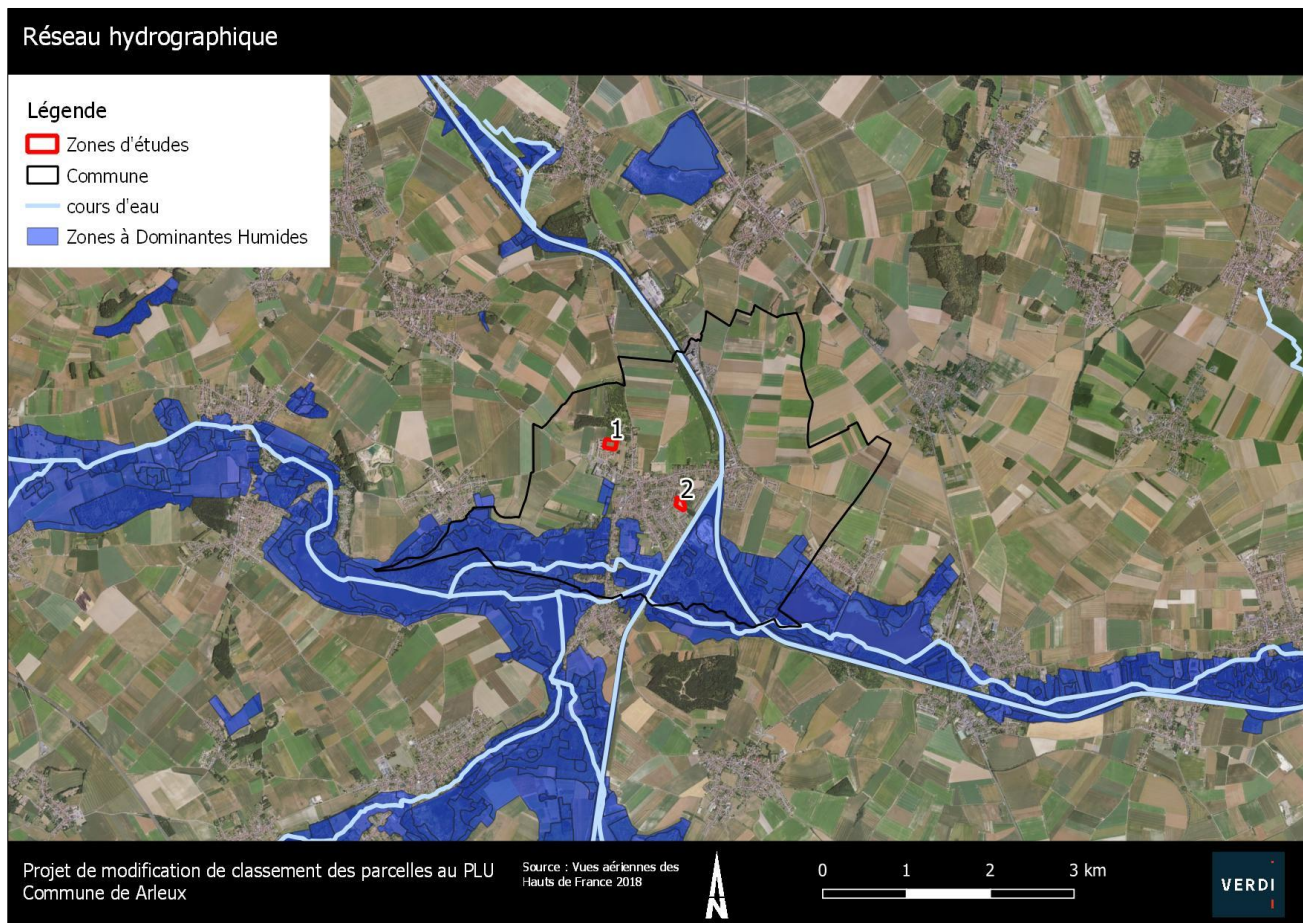 Réseau hydrographique
Légende
Zones d'études
Commune
cours d'eau
Zones à Dominantes Humides
1
2
Projet de modification de classement des parcelles au PLU
Commune de Arleux
Source : Vues aériennes des
Hauts de France 2018
N
0 1 2 3 km
VERDI